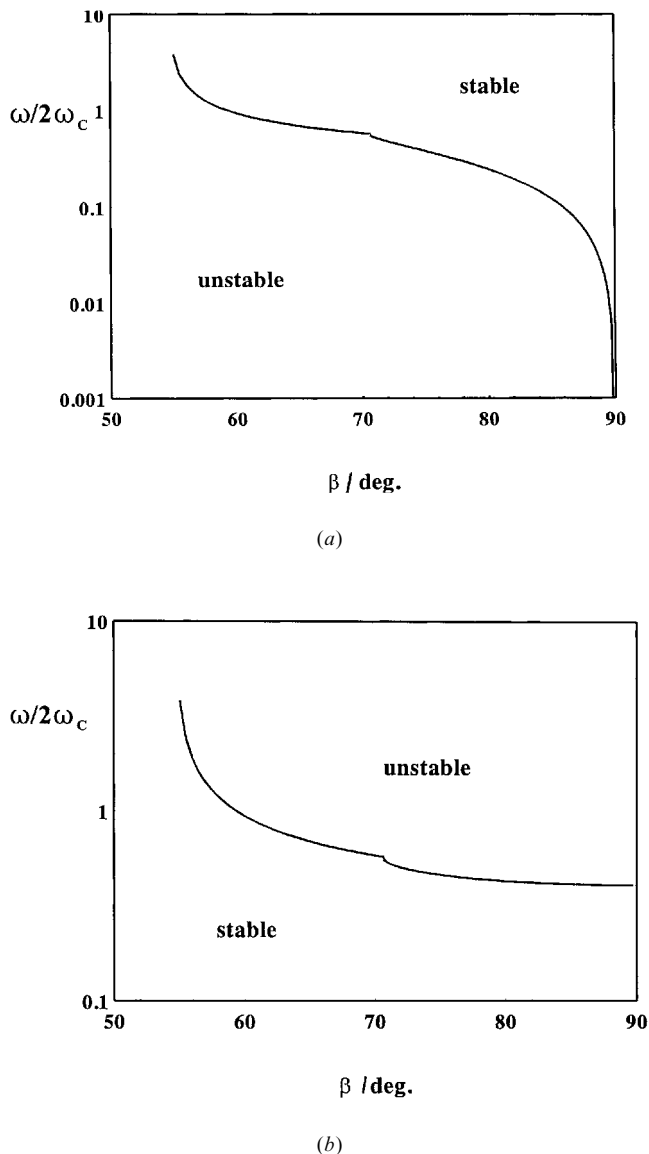 10
stable
ω/2ω_c
1
0.1
unstable
0.01
0.001
50 60 70 80 90
β / deg.
(a)
10
ω/2ω_c
unstable
1
stable
0.1
50 60 70 80 90
β /deg.
(b)